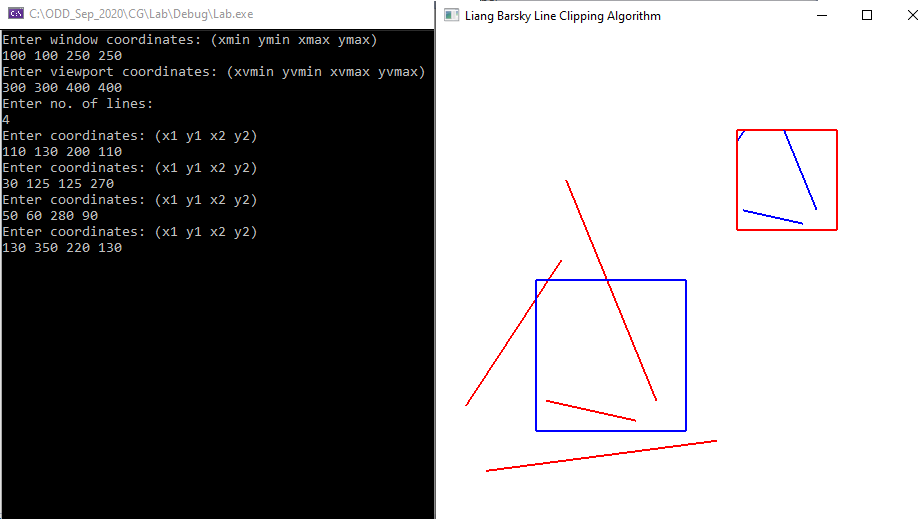 C:\ODD_Sep_2020\CG\Lab\Debug\Lab.exe
Enter window coordinates: (xmin ymin xmax ymax)
100 100 250 250
Enter viewport coordinates: (xvmin yvmin xvmax yvmax)
300 300 400 400
Enter no. of lines:
4
Enter coordinates: (x1 y1 x2 y2)
110 130 200 110
Enter coordinates: (x1 y1 x2 y2)
30 125 125 270
Enter coordinates: (x1 y1 x2 y2)
50 60 280 90
Enter coordinates: (x1 y1 x2 y2)
130 350 220 130
Liang Barsky Line Clipping Algorithm